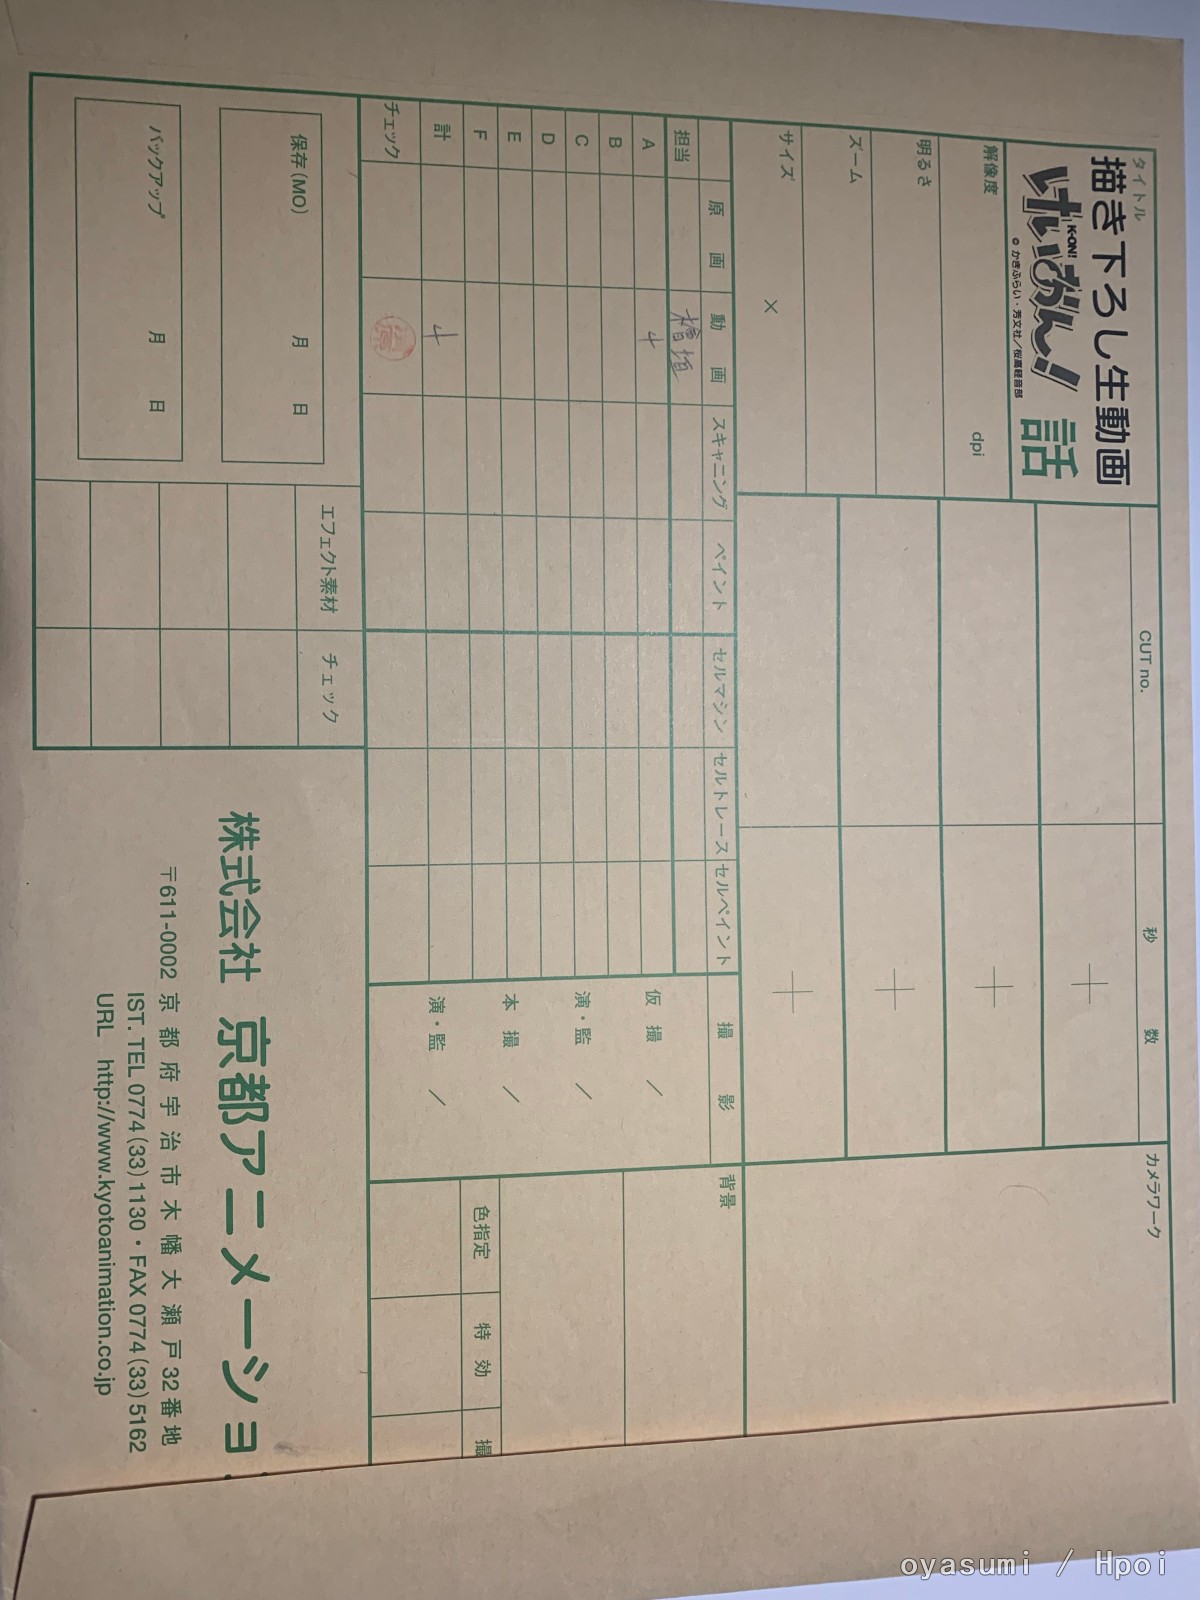 タイトル
描き下ろし生動画
けいおん!
K-ON!
© かきふらい・芳文社/桜高軽音部
話
解像度 dpi
明るさ
ズーム
サイズ ×
CUT no. 秒数 カメラワーク
原画 動画 スキャニング ペイント セルマシン セルトレース セルペイント 撮影 背景
担当 檜垣
A 4
B
C
D
E
F
計 4
チェック
仮撮 /
演・監 /
本撮 /
演・監 /
色指定 特効 撮
保存(MO) 月 日
バックアップ 月 日
エフェクト素材 チェック
株式会社 京都アニメーショ
〒611-0002 京都府宇治市木幡大瀬戸32番地
IST. TEL 0774(33)1130・FAX 0774(33)5162
URL http://www.kyotoanimation.co.jp
oyasumi / Hpoi